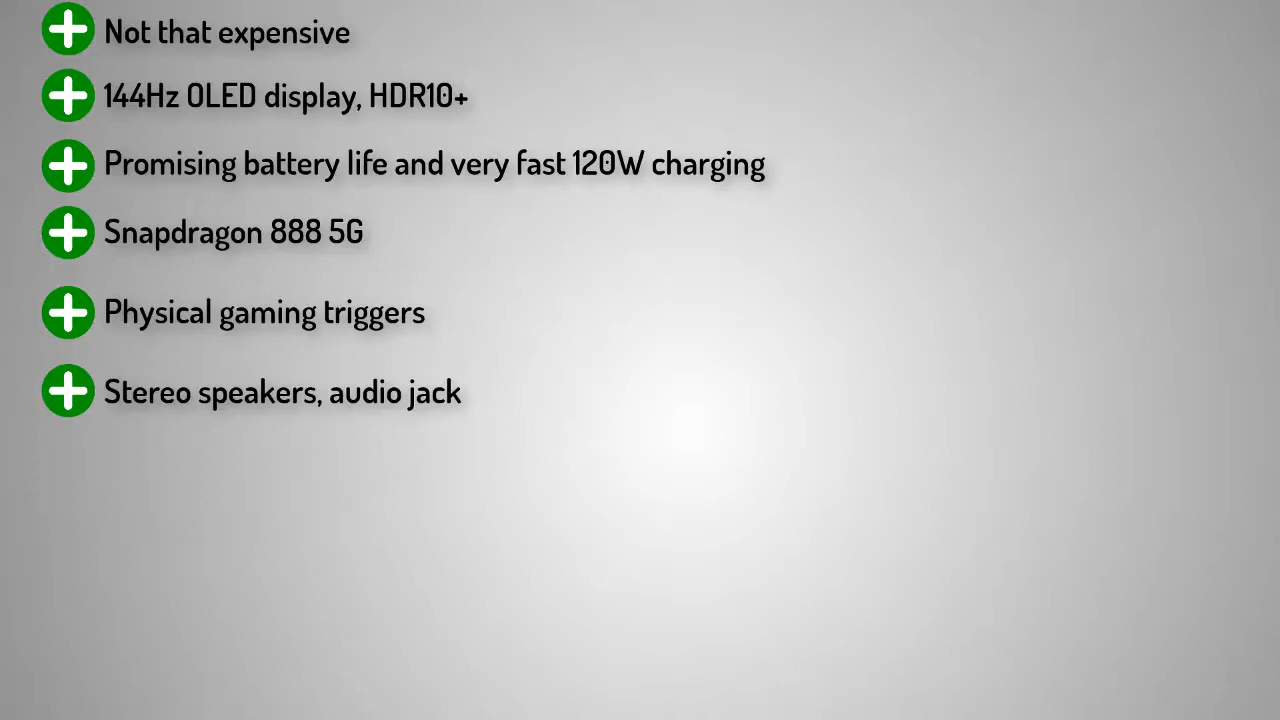 Not that expensive
144Hz OLED display, HDR10+
Promising battery life and very fast 120W charging
Snapdragon 888 5G
Physical gaming triggers
Stereo speakers, audio jack